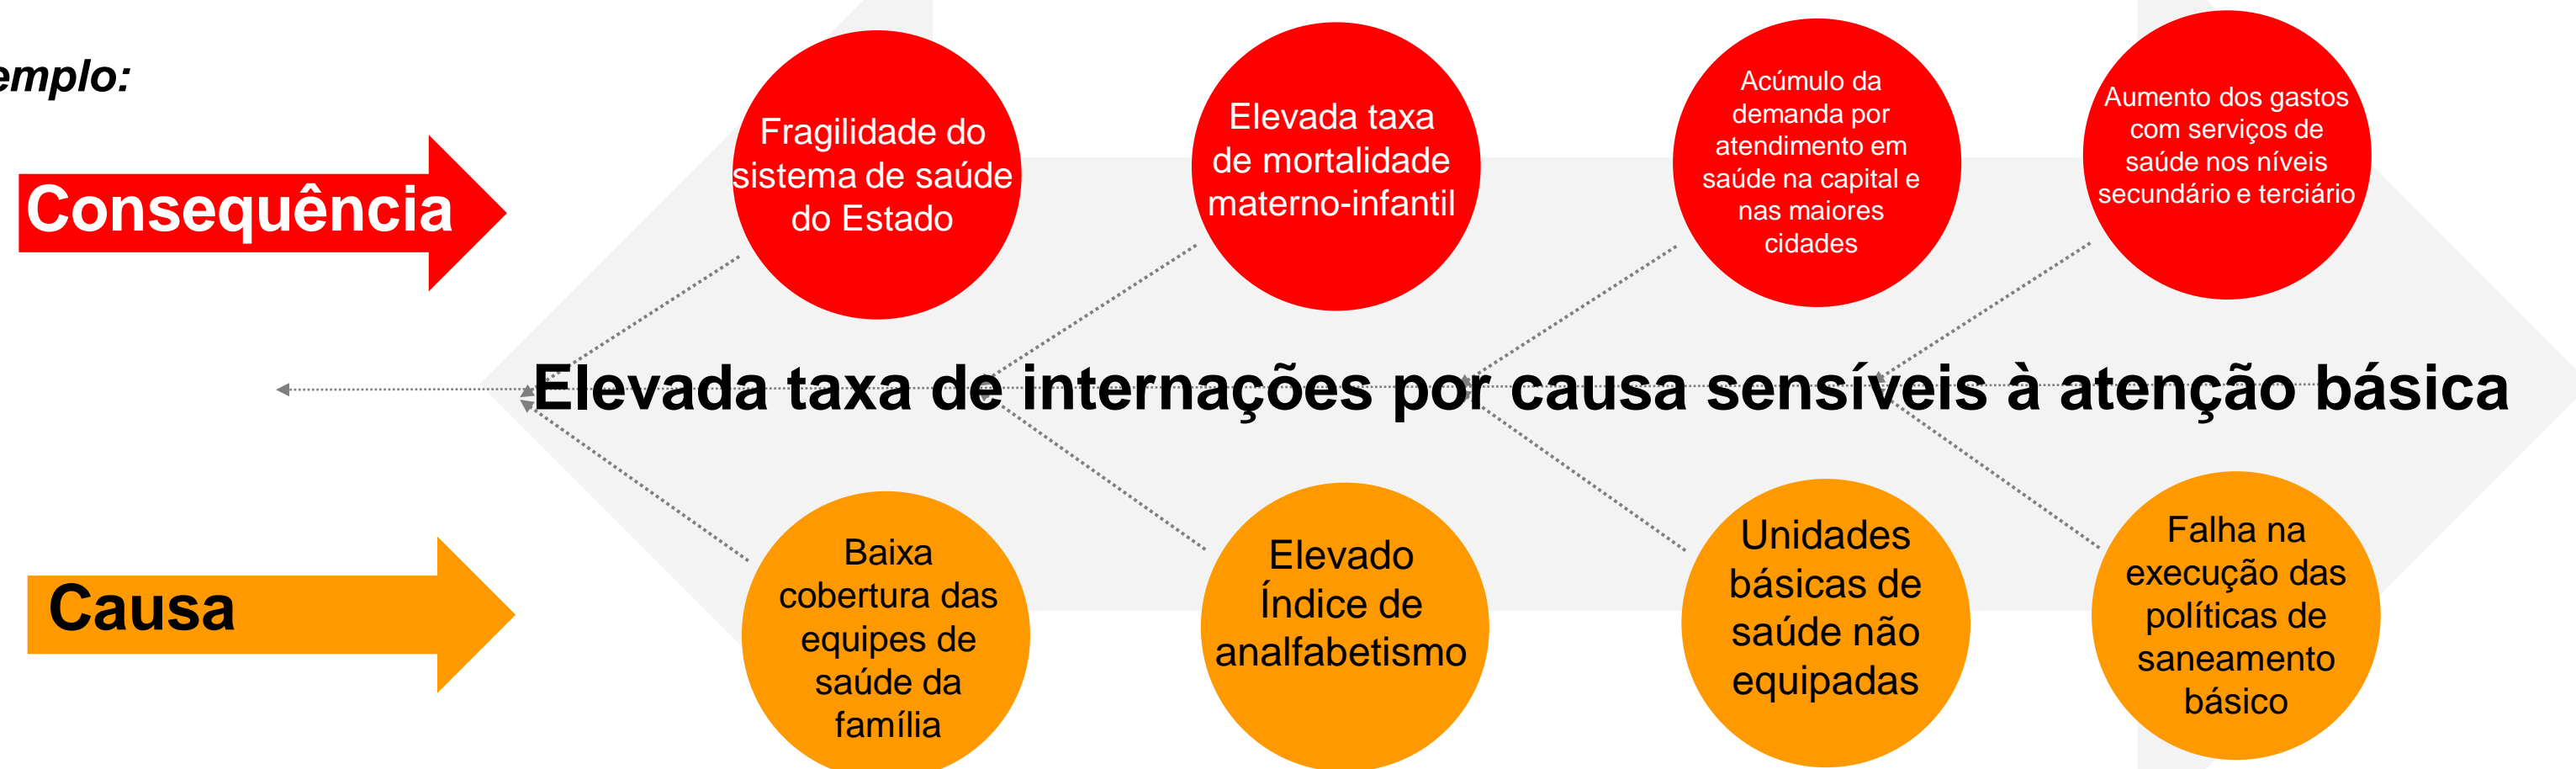 emplo:
Consequência
Fragilidade do
sistema de saúde
do Estado
Elevada taxa
de mortalidade
materno-infantil
Acúmulo da
demanda por
atendimento em
saúde na capital e
nas maiores
cidades
Aumento dos gastos
com serviços de
saúde nos níveis
secundário e terciário
Elevada taxa de internações por causa sensíveis à atenção básica
Causa
Baixa
cobertura das
equipes de
saúde da
família
Elevado
Índice de
analfabetismo
Unidades
básicas de
saúde não
equipadas
Falha na
execução das
políticas de
saneamento
básico